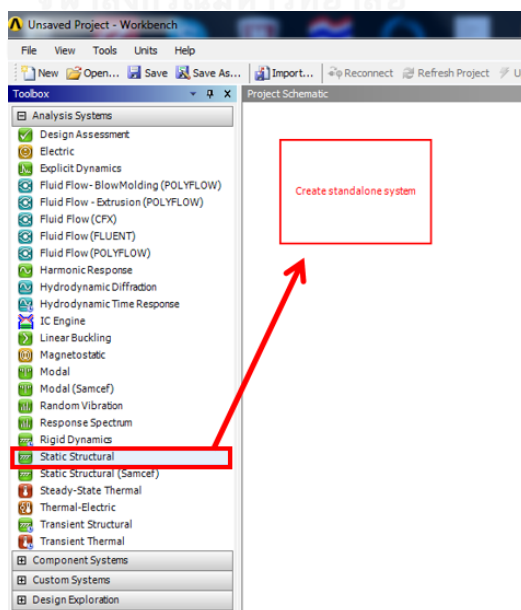 Unsaved Project - Workbench
File View Tools Units Help
New Open... Save Save As... Import... Reconnect Refresh Project
Toolbox
Project Schematic
Analysis Systems
Design Assessment
Electric
Explicit Dynamics
Fluid Flow- BlowMolding (POLYFLOW)
Fluid Flow - Extrusion (POLYFLOW)
Fluid Flow (CFX)
Fluid Flow (FLUENT)
Fluid Flow (POLYFLOW)
Harmonic Response
Hydrodynamic Diffraction
Hydrodynamic Time Response
IC Engine
Linear Buckling
Magnetostatic
Modal
Modal (Samcef)
Random Vibration
Response Spectrum
Rigid Dynamics
Static Structural
Static Structural (Samcef)
Steady-State Thermal
Thermal-Electric
Transient Structural
Transient Thermal
Component Systems
Custom Systems
Design Exploration
Create standalone system